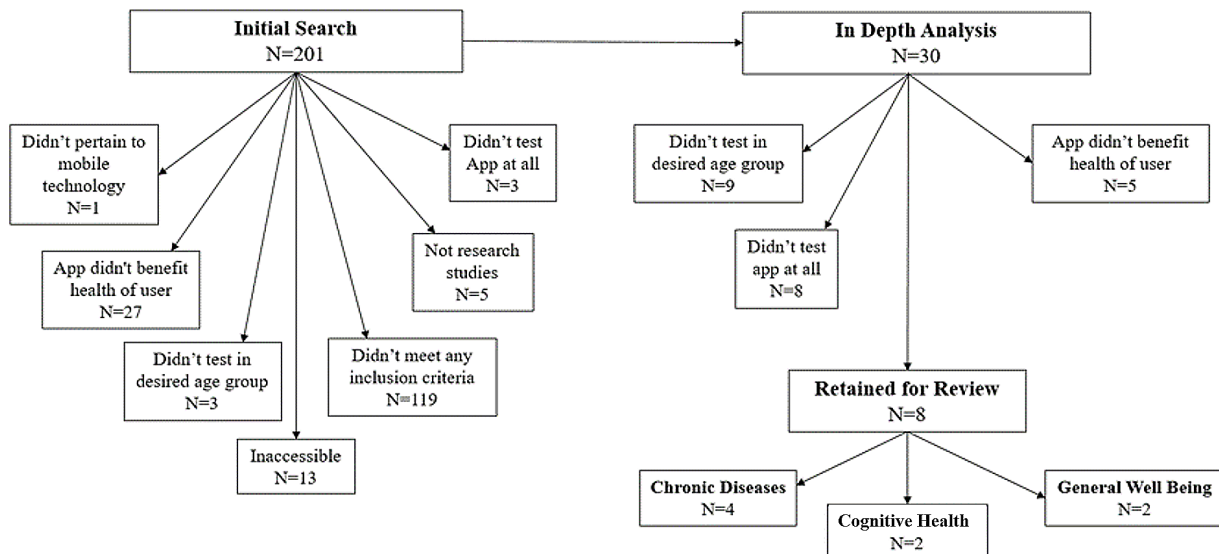 Initial Search
N=201
In Depth Analysis
N=30
Didn’t pertain to
mobile
technology
N=1
App didn't benefit
health of user
N=27
Didn’t test in
desired age group
N=3
Inaccessible
N=13
Didn’t meet any
inclusion criteria
N=119
Not research
studies
N=5
Didn’t test
App at all
N=3
Didn’t test in
desired age group
N=9
Didn’t test
app at all
N=8
App didn’t benefit
health of user
N=5
Retained for Review
N=8
Chronic Diseases
N=4
Cognitive Health
N=2
General Well Being
N=2